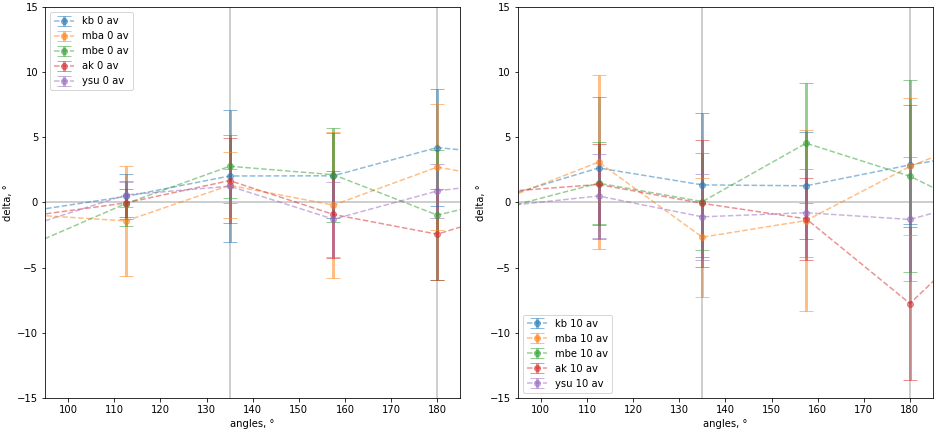 15
10
5
0
−5
−10
−15
delta, °
kb 0 av
mba 0 av
mbe 0 av
ak 0 av
ysu 0 av
100 110 120 130 140 150 160 170 180
angles, °
15
10
5
0
−5
−10
−15
delta, °
kb 10 av
mba 10 av
mbe 10 av
ak 10 av
ysu 10 av
100 110 120 130 140 150 160 170 180
angles, °